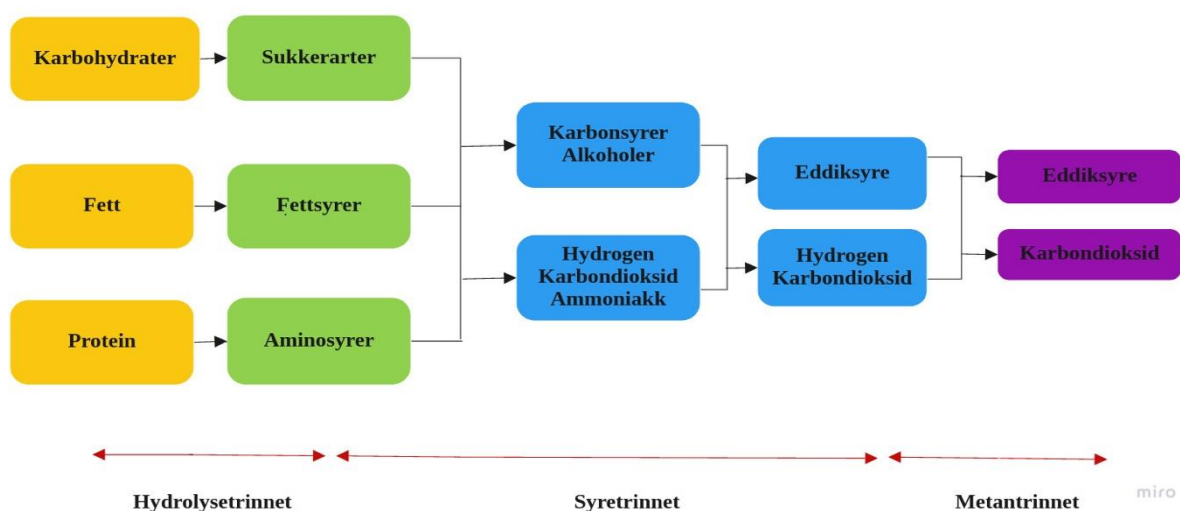 Karbohydrater
Sukkerarter
Fett
Fettsyrer
Protein
Aminosyrer
Karbonsyrer
Alkoholer
Hydrogen
Karbondioksid
Ammoniakk
Eddiksyre
Hydrogen
Karbondioksid
Eddiksyre
Karbondioksid
Hydrolysetrinnet
Syretrinnet
Metantrinnet
miro